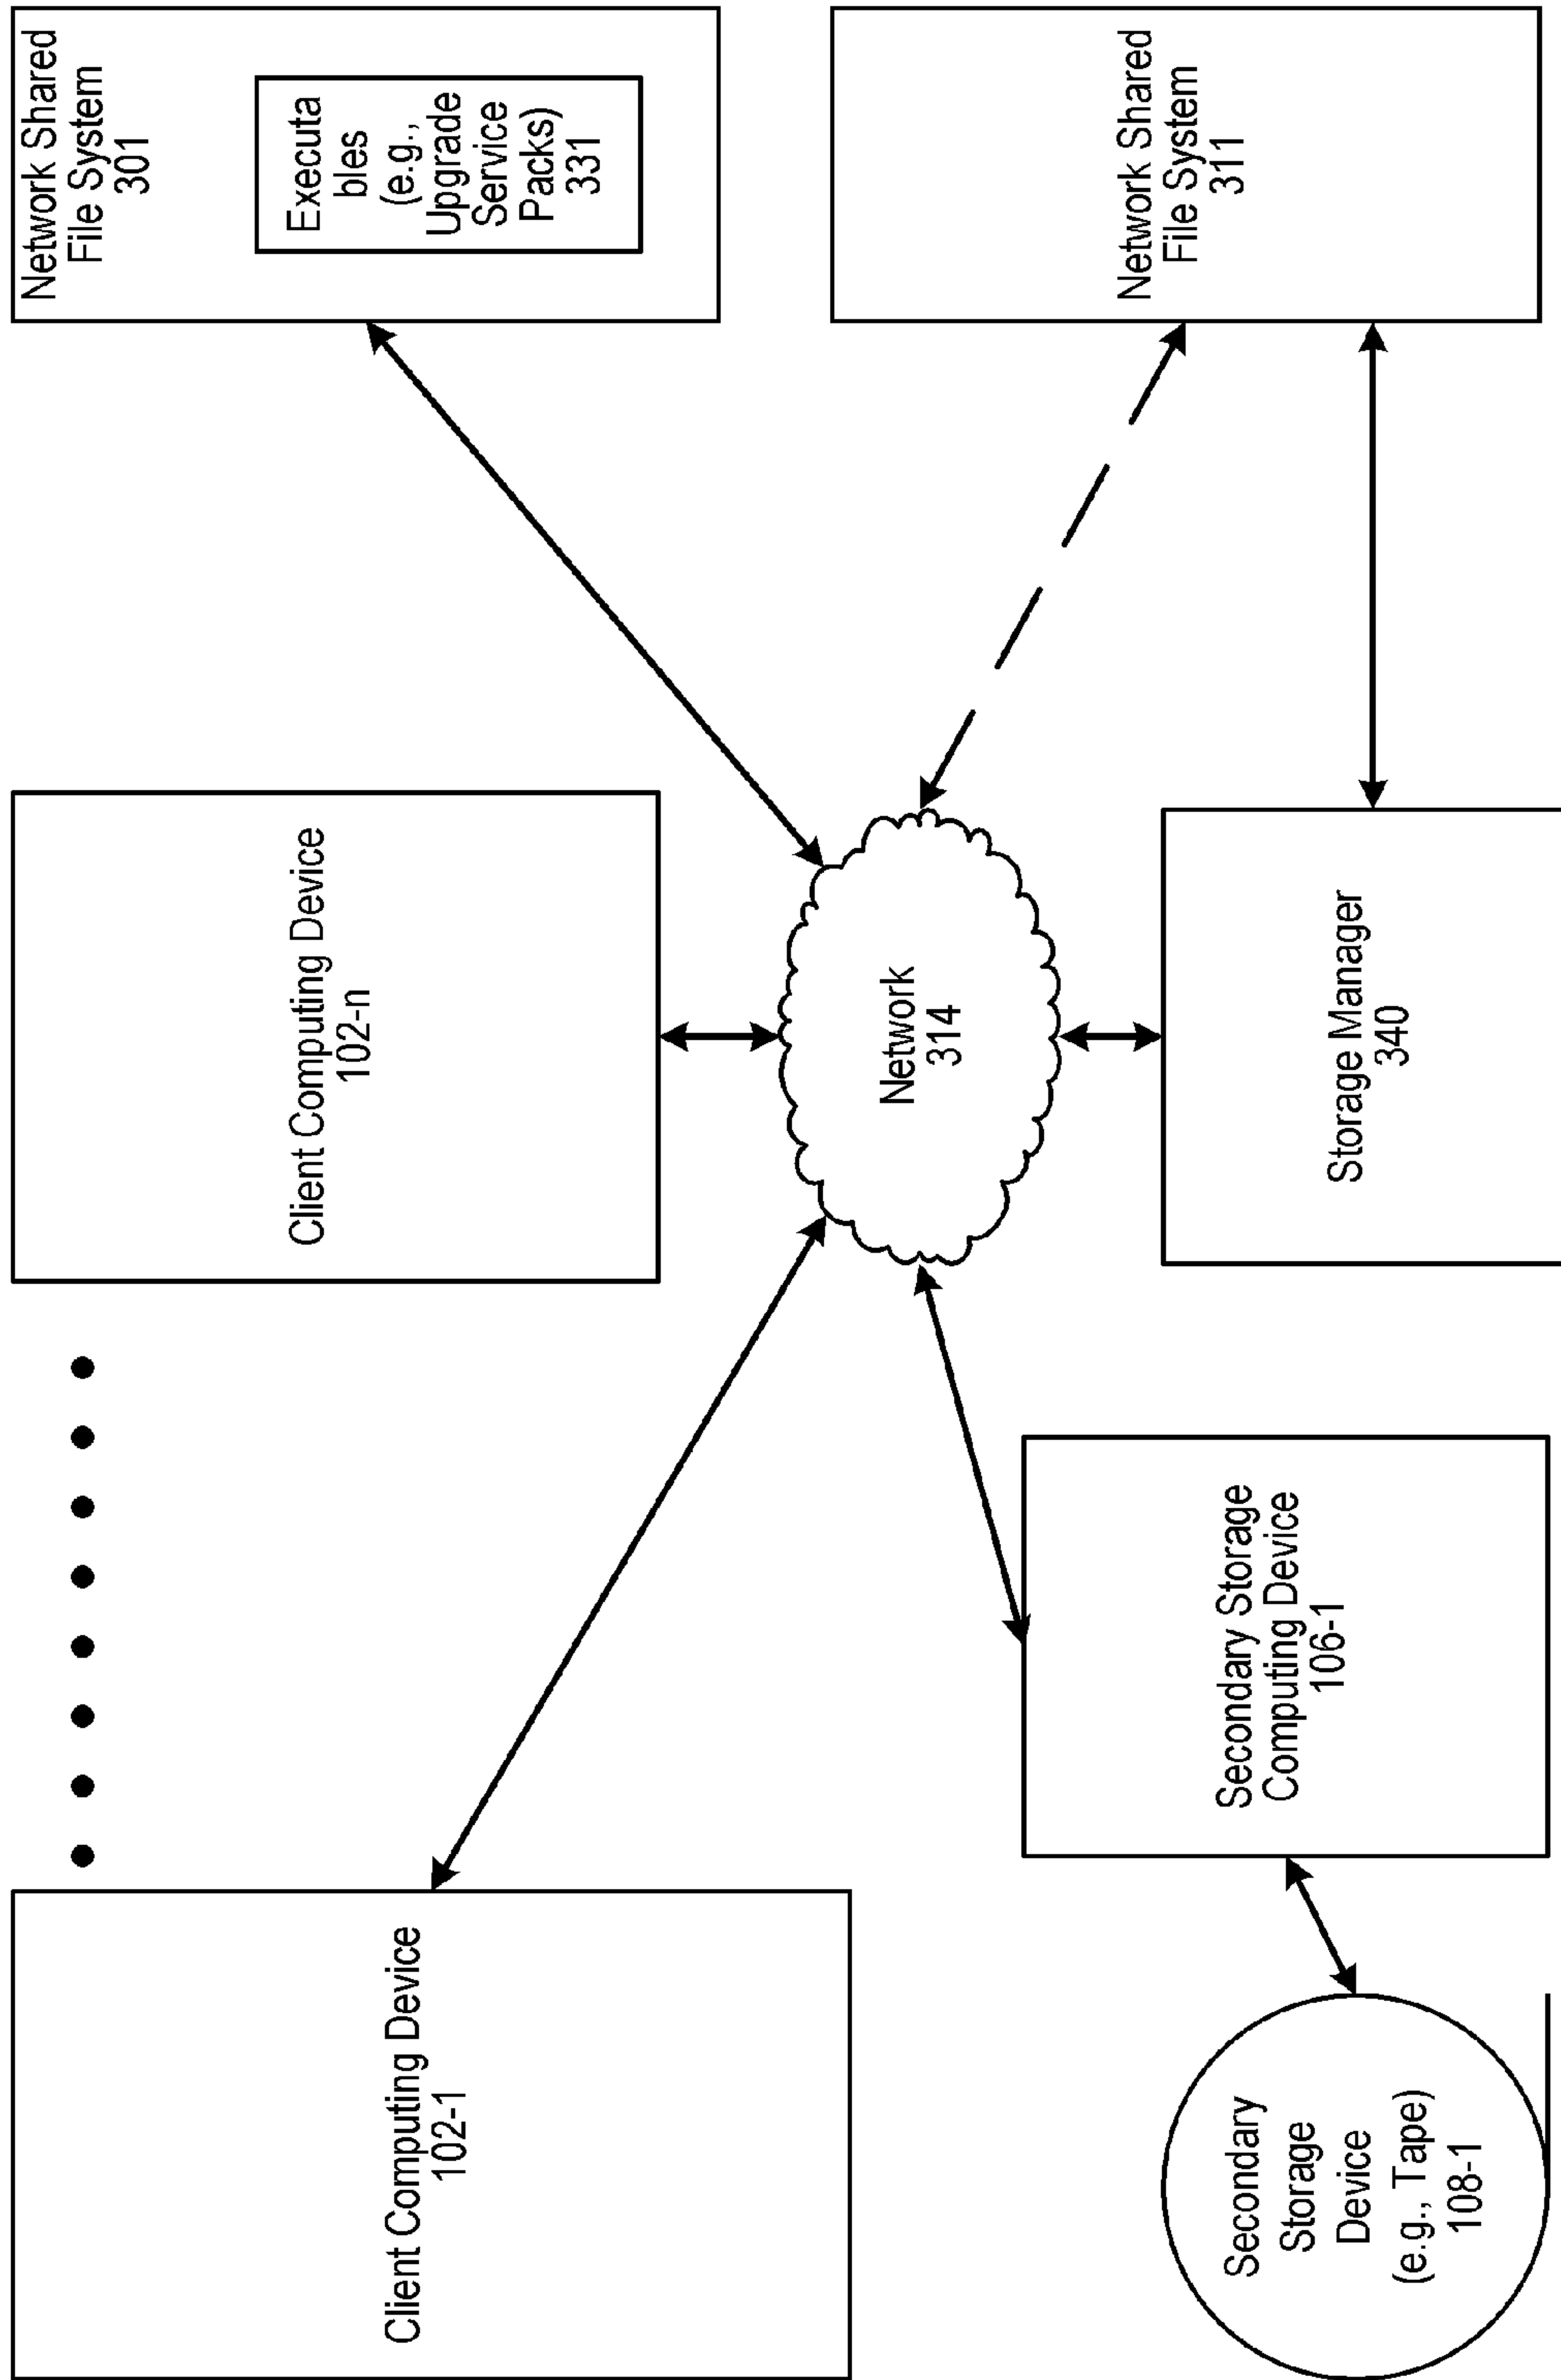 Client Computing Device
102-1
Client Computing Device
102-n
Network Shared
File System
301
Executa
bles
(e.g.,
Upgrade
Service
Packs)
331
Network
314
Secondary
Storage
Device
(e.g., Tape)
108-1
Secondary Storage
Computing Device
106-1
Storage Manager
340
Network Shared
File System
311